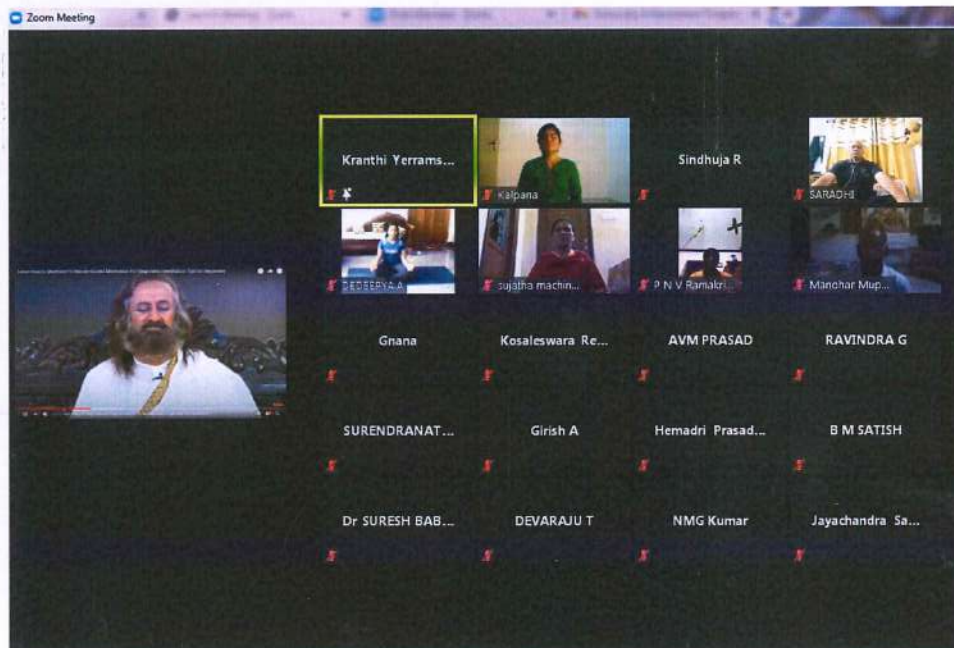 Zoom Meeting
Kranthi Yerrams...
Kalpana
Sindhuja R
SARADHI
DEDEEPYA A
sujatha machin...
P N V Ramakri...
Manohar Mup...
Gnana
Kosaleswara Re...
AVM PRASAD
RAVINDRA G
SURENDRANAT...
Girish A
Hemadri Prasad...
B M SATISH
Dr SURESH BAB...
DEVARAJU T
NMG Kumar
Jayachandra Sa...